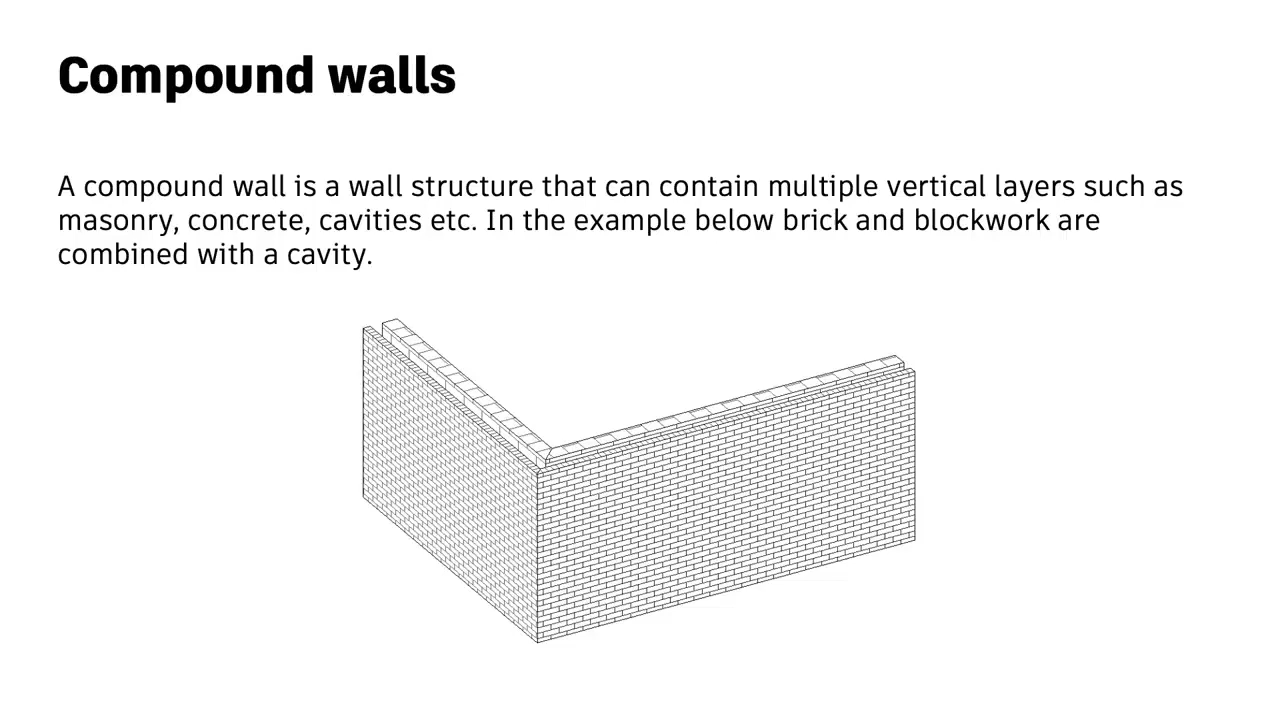 Compound walls
A compound wall is a wall structure that can contain multiple vertical layers such as
masonry, concrete, cavities etc. In the example below brick and blockwork are
combined with a cavity.